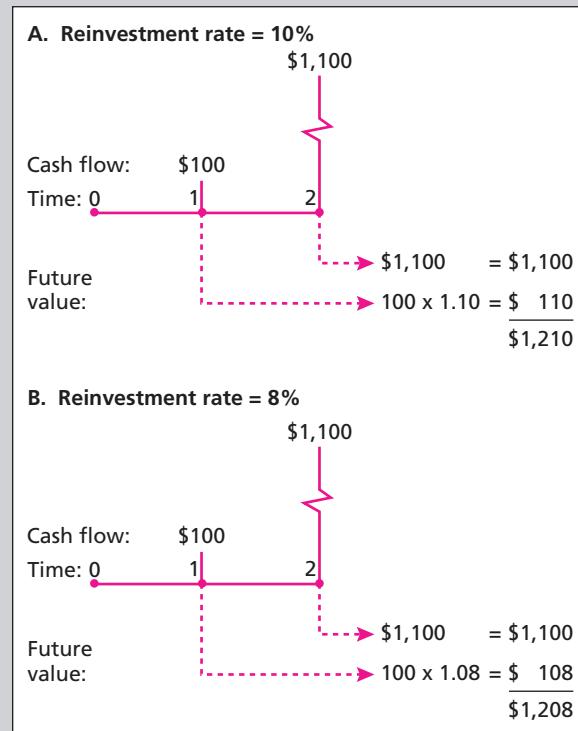 A. Reinvestment rate = 10%
$1,100
Cash flow: $100
Time: 0 1 2
$1,100 = $1,100
Future
value:
100 x 1.10 = $ 110
$1,210
B. Reinvestment rate = 8%
$1,100
Cash flow: $100
Time: 0 1 2
$1,100 = $1,100
Future
value:
100 x 1.08 = $ 108
$1,208